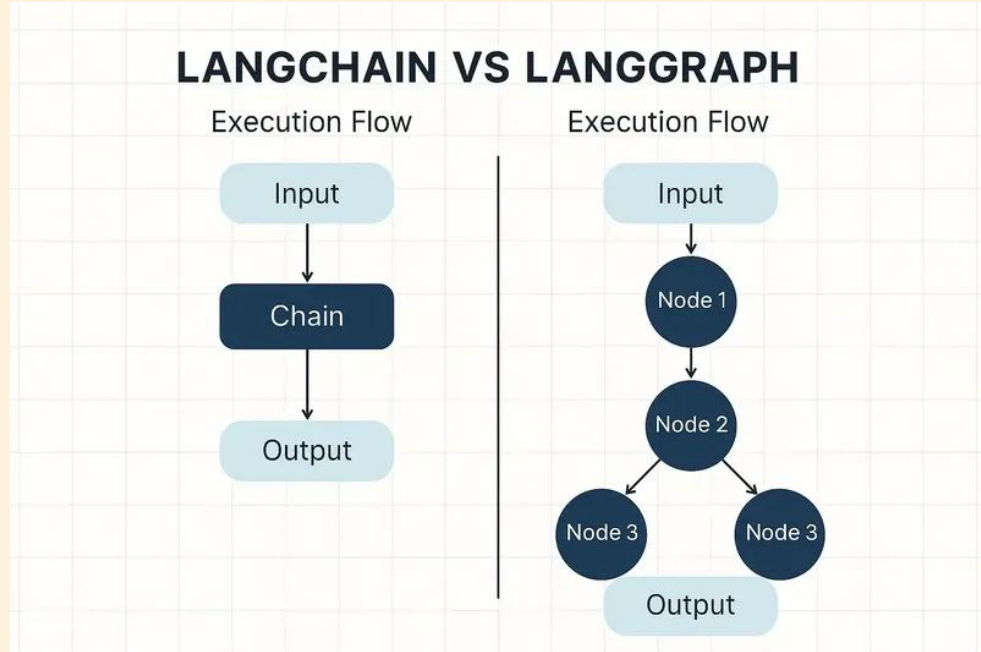 LANGCHAIN VS LANGGRAPH
Execution Flow
Input
Chain
Output
Execution Flow
Input
Node 1
Node 2
Node 3
Node 3
Output